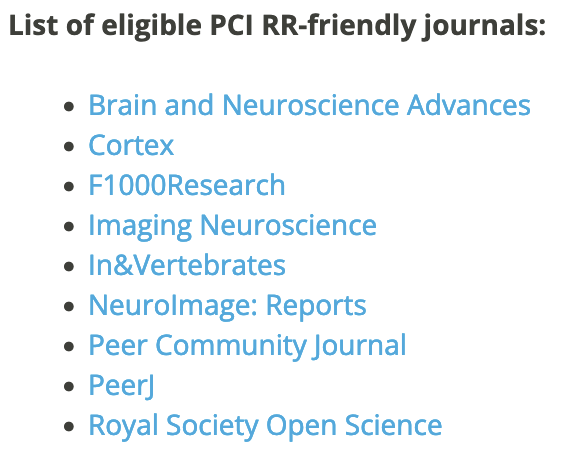 List of eligible PCI RR-friendly journals:
• Brain and Neuroscience Advances
• Cortex
• F1000Research
• Imaging Neuroscience
• In&Vertebrates
• NeuroImage: Reports
• Peer Community Journal
• PeerJ
• Royal Society Open Science